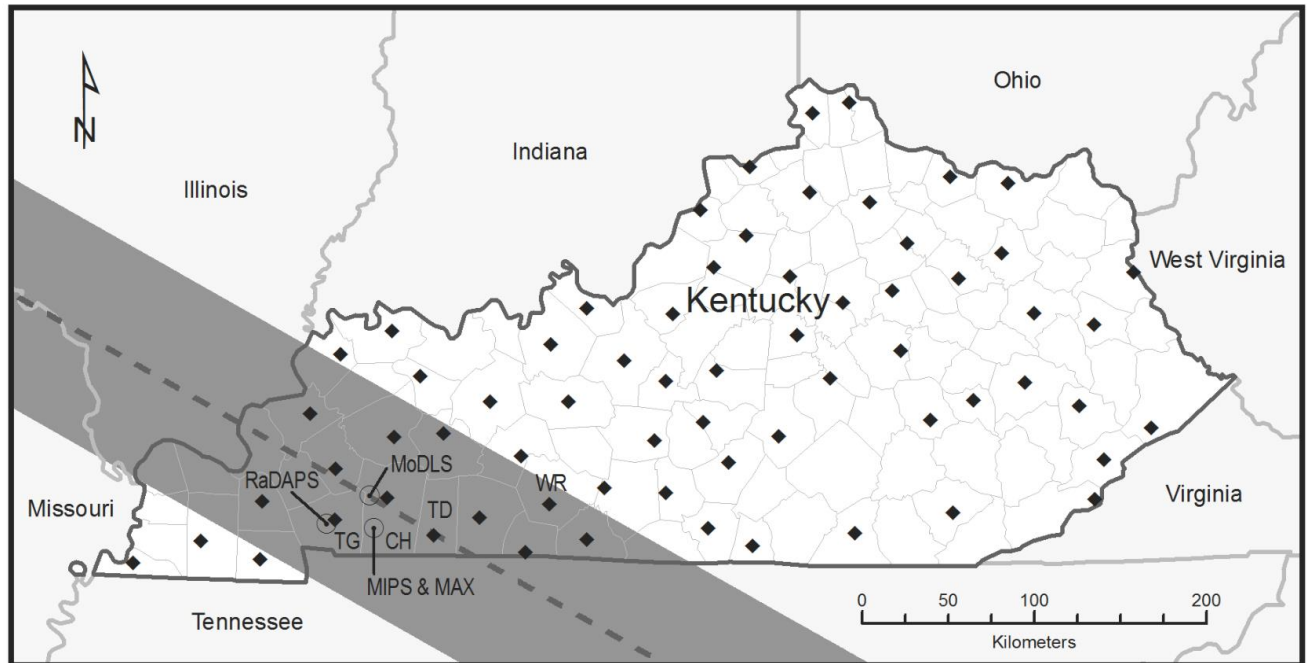 Ohio
N
Indiana
Illinois
West Virginia
Kentucky
MoDLS
RaDAPS
WR
Missouri
TD
Virginia
TG
CH
MIPS & MAX
0 50 100 200
Tennessee
Kilometers